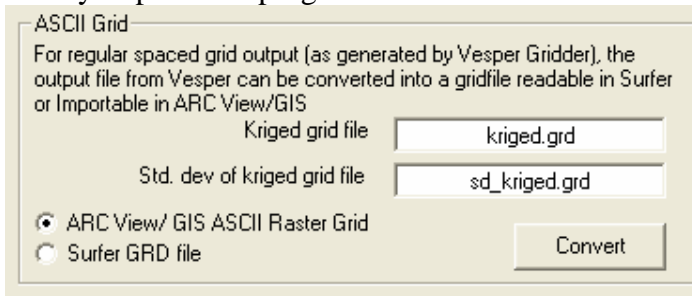 ASCII Grid
For regular spaced grid output (as generated by Vesper Gridder), the
output file from Vesper can be converted into a gridfile readable in Surfer
or Importable in ARC View/GIS
Kriged grid file kriged.grd
Std. dev of kriged grid file sd_kriged.grd
ARC View/ GIS ASCII Raster Grid
Surfer GRD file
Convert